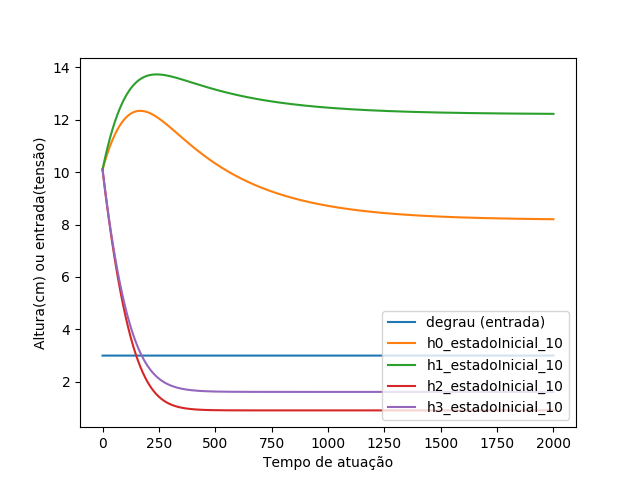 14
12
10
8
6
4
2
Altura(cm) ou entrada(tensão)
degrau (entrada)
h0_estadoInicial_10
h1_estadoInicial_10
h2_estadoInicial_10
h3_estadoInicial_10
0 250 500 750 1000 1250 1500 1750 2000
Tempo de atuação